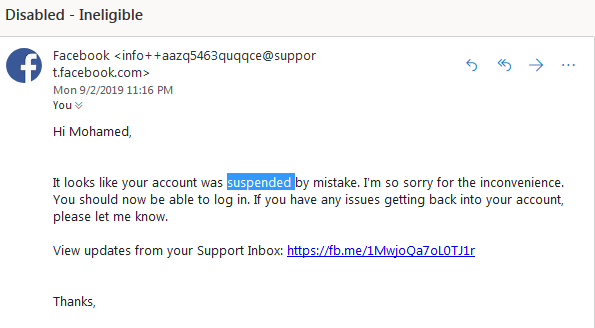 Disabled - Ineligible
Facebook <info++aazq5463quqqce@suppor
t.facebook.com>
Mon 9/2/2019 11:16 PM
You
Hi Mohamed,
It looks like your account was suspended by mistake. I'm so sorry for the inconvenience.
You should now be able to log in. If you have any issues getting back into your account,
please let me know.
View updates from your Support Inbox: https://fb.me/1MwjoQa7oL0TJ1r
Thanks,